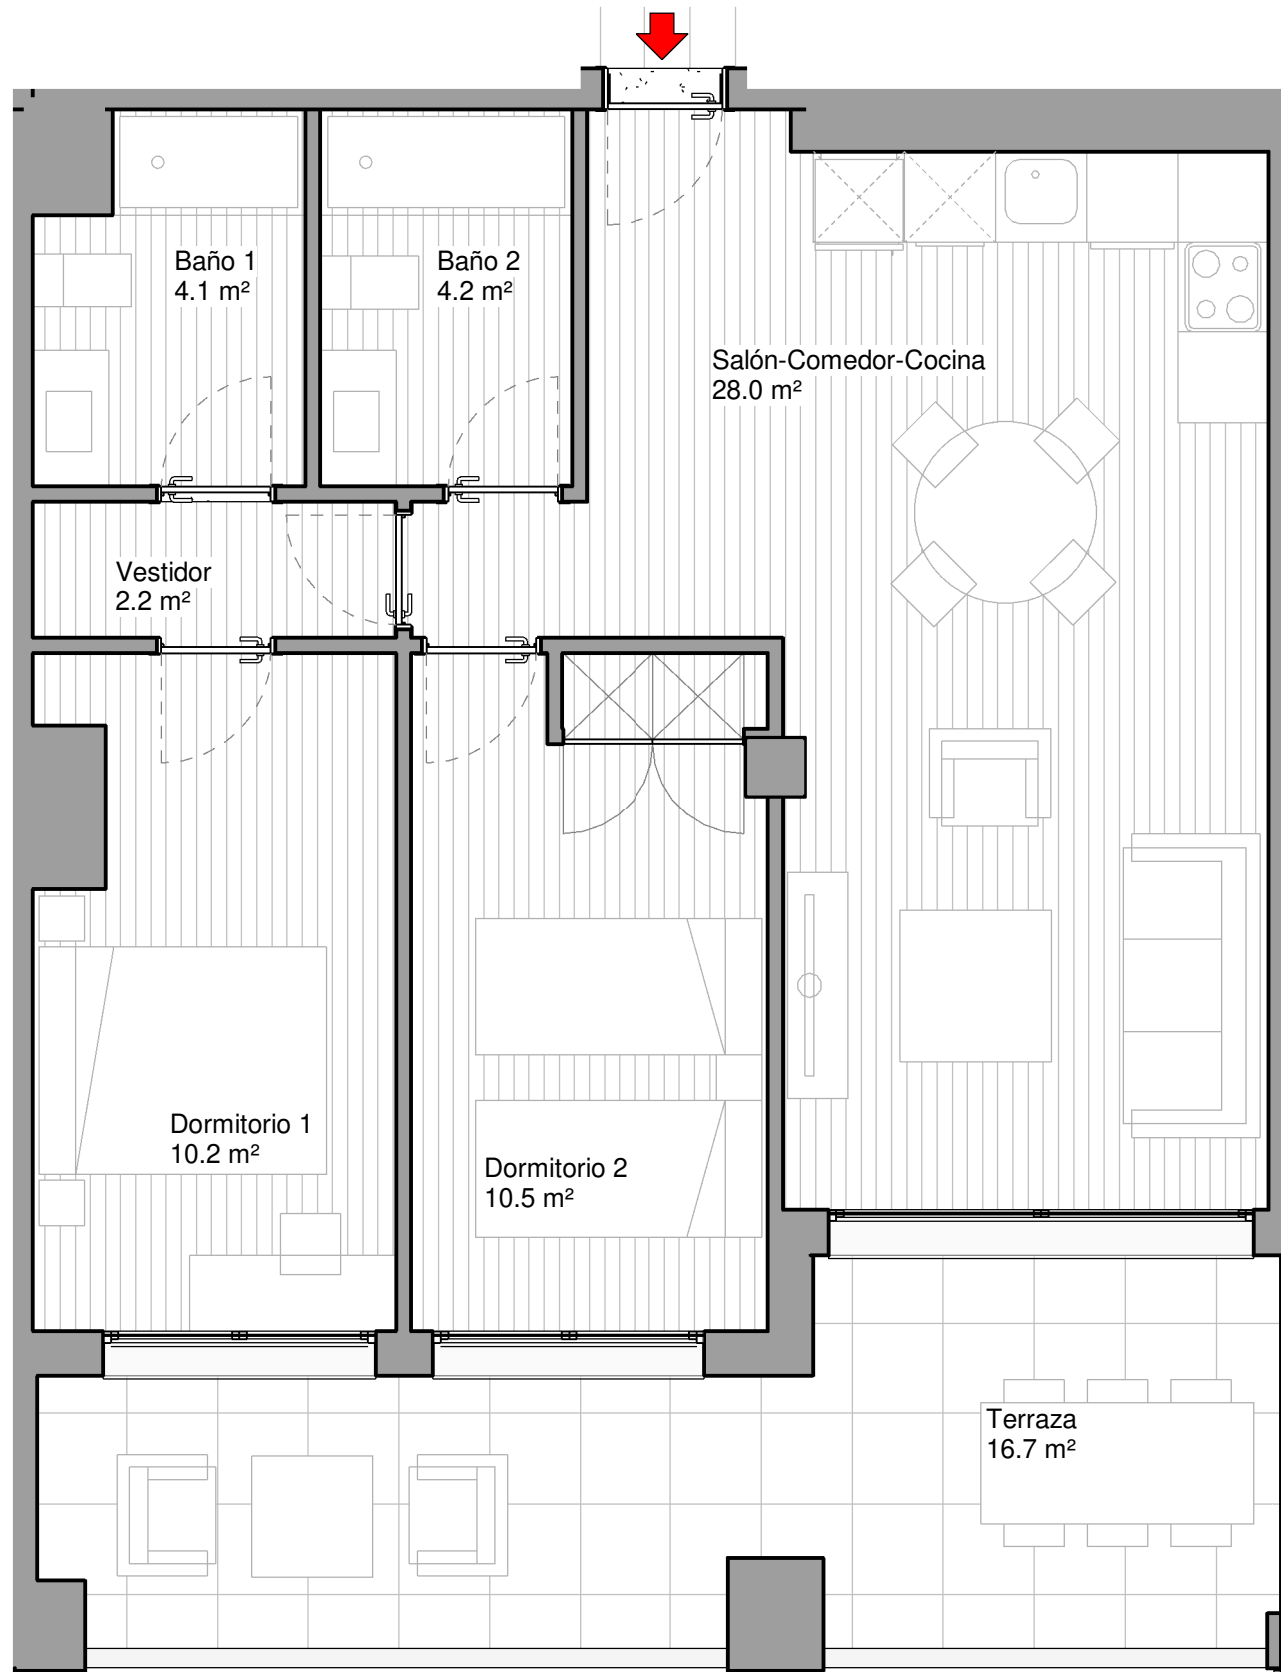 Baño 1
4.1 m²
Baño 2
4.2 m²
Salón-Comedor-Cocina
28.0 m²
Vestidor
2.2 m²
Dormitorio 1
10.2 m²
Dormitorio 2
10.5 m²
Terraza
16.7 m²